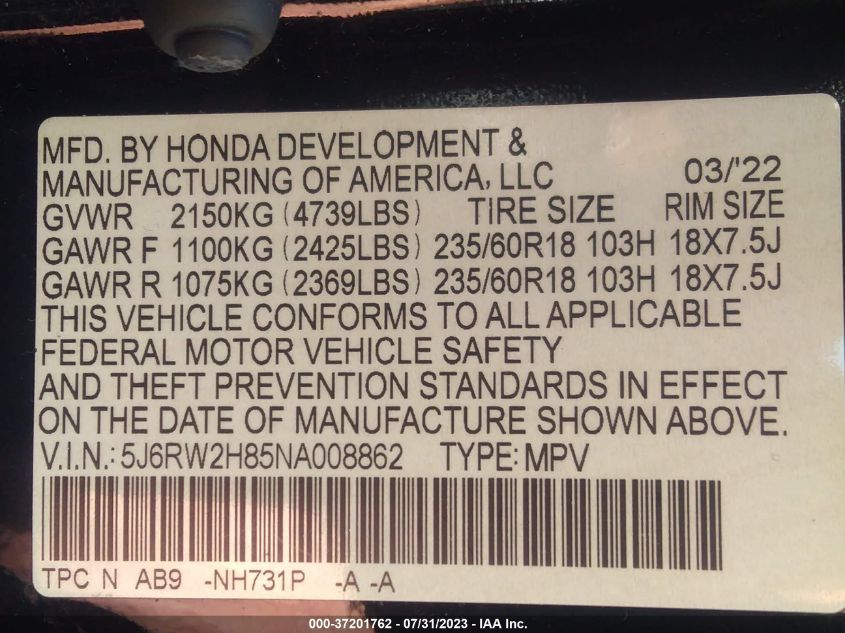 MFD. BY HONDA DEVELOPMENT &
MANUFACTURING OF AMERICA, LLC 03/'22
GVWR 2150KG (4739LBS) TIRE SIZE RIM SIZE
GAWR F 1100KG (2425LBS) 235/60R18 103H 18X7.5J
GAWR R 1075KG (2369LBS) 235/60R18 103H 18X7.5J
THIS VEHICLE CONFORMS TO ALL APPLICABLE
FEDERAL MOTOR VEHICLE SAFETY
AND THEFT PREVENTION STANDARDS IN EFFECT
ON THE DATE OF MANUFACTURE SHOWN ABOVE.
V.I.N.: 5J6RW2H85NA008862 TYPE: MPV
TPC N AB9 -NH731P -A -A
000-37201762 - 07/31/2023 - IAA Inc.